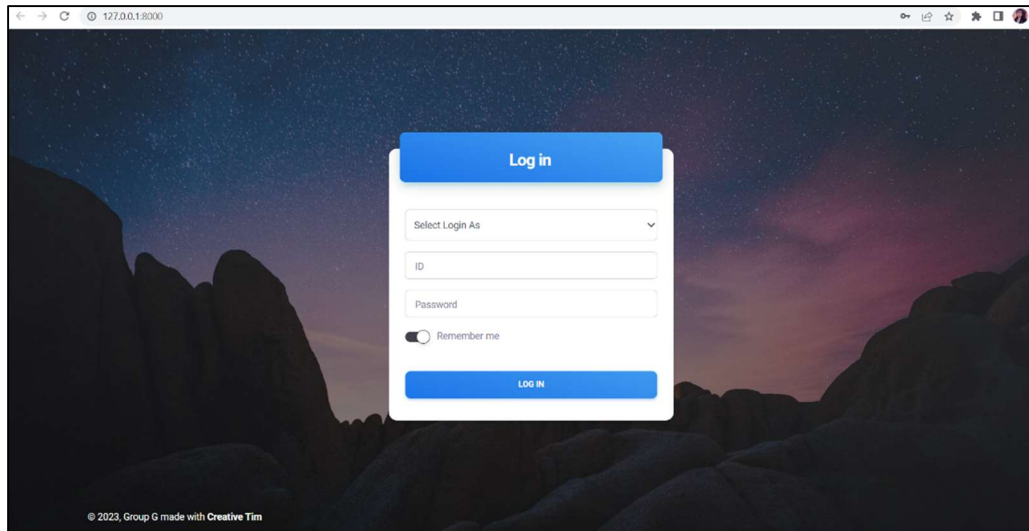 127.0.0.1:8000
Log in
Select Login As
ID
Password
Remember me
LOG IN
© 2023, Group G made with Creative Tim